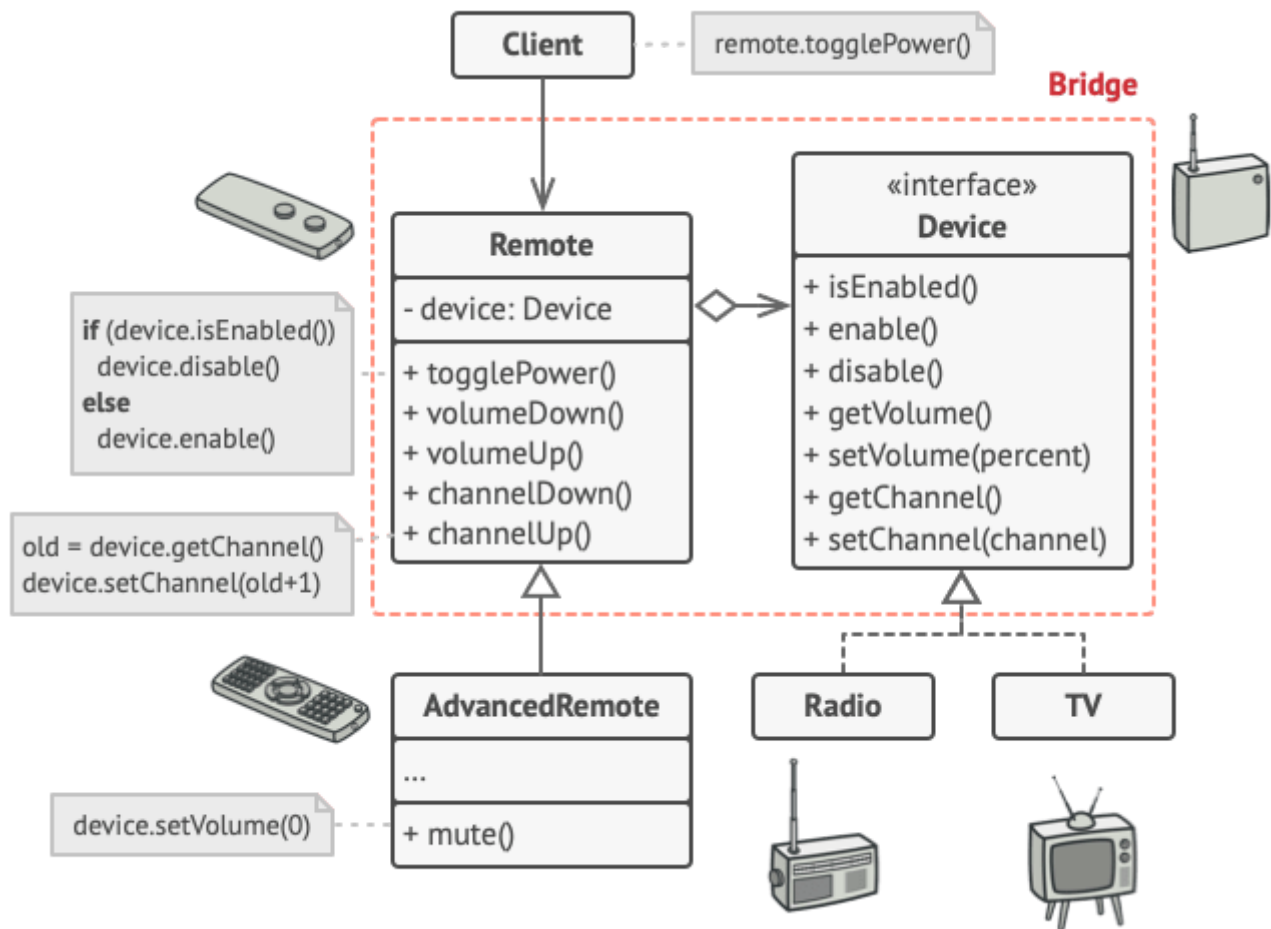 Client
remote.togglePower()
Bridge
«interface»
Device
+ isEnabled()
+ enable()
+ disable()
+ getVolume()
+ setVolume(percent)
+ getChannel()
+ setChannel(channel)
Remote
- device: Device
+ togglePower()
+ volumeDown()
+ volumeUp()
+ channelDown()
+ channelUp()
if (device.isEnabled())
device.disable()
else
device.enable()
old = device.getChannel()
device.setChannel(old+1)
AdvancedRemote
...
+ mute()
device.setVolume(0)
Radio
TV